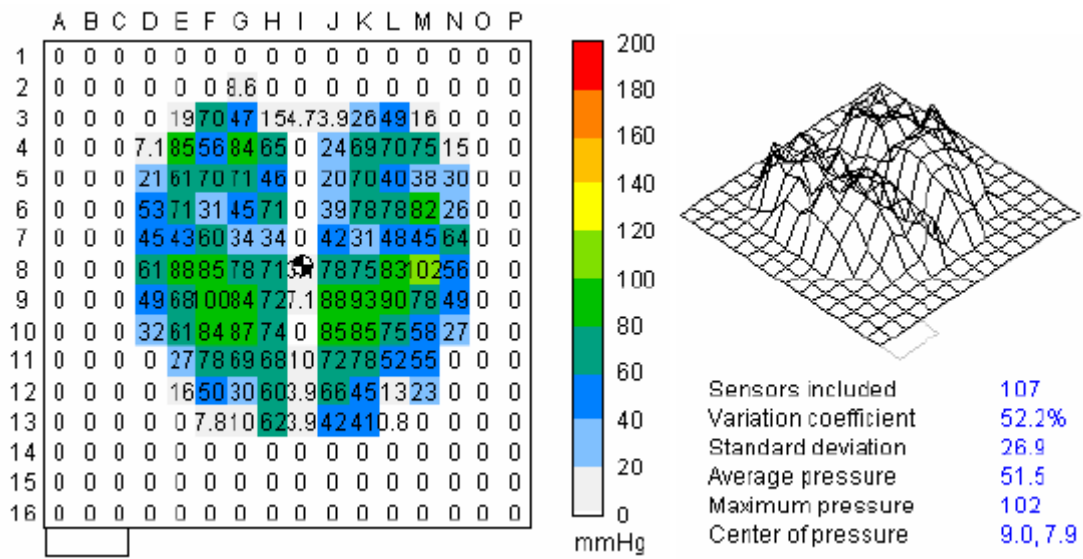 A B C D E F G H I J K L M N O P
1 0 0 0 0 0 0 0 0 0 0 0 0 0 0 0 0
2 0 0 0 0 0 0 8.6 0 0 0 0 0 0 0 0 0
3 0 0 0 0 19 70 47 15 4.7 3.9 26 49 16 0 0 0
4 0 0 0 7.1 85 56 84 65 0 24 69 70 75 15 0 0
5 0 0 0 21 61 70 71 46 0 20 70 40 38 30 0 0
6 0 0 0 53 71 31 45 71 0 39 78 78 82 26 0 0
7 0 0 0 45 43 60 34 34 0 42 31 48 45 64 0 0
8 0 0 0 61 88 85 78 71 78 75 83 102 56 0 0
9 0 0 0 49 68 100 84 72 7.1 88 93 90 78 49 0 0
10 0 0 0 32 61 84 87 74 0 85 85 75 58 27 0 0
11 0 0 0 0 27 78 69 68 10 72 78 52 55 0 0 0
12 0 0 0 0 16 50 30 60 3.9 66 45 13 23 0 0 0
13 0 0 0 0 0 7.8 10 62 3.9 42 41 0.8 0 0 0 0
14 0 0 0 0 0 0 0 0 0 0 0 0 0 0 0 0
15 0 0 0 0 0 0 0 0 0 0 0 0 0 0 0 0
16 0 0 0 0 0 0 0 0 0 0 0 0 0 0 0 0
200
180
160
140
120
100
80
60
40
20
0
mmHg
Sensors included 107
Variation coefficient 52.2%
Standard deviation 26.9
Average pressure 51.5
Maximum pressure 102
Center of pressure 9.0, 7.9